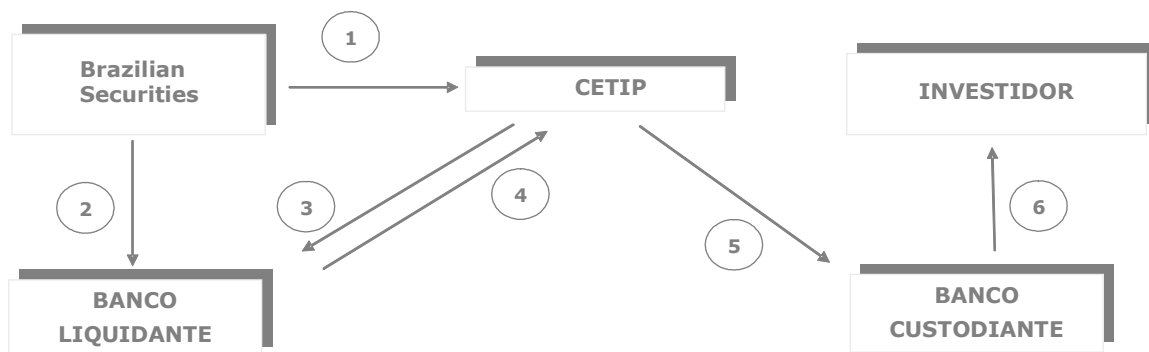 1
Brazilian
Securities
CETIP
INVESTIDOR
2
3
4
5
6
BANCO
LIQUIDANTE
BANCO
CUSTODIANTE